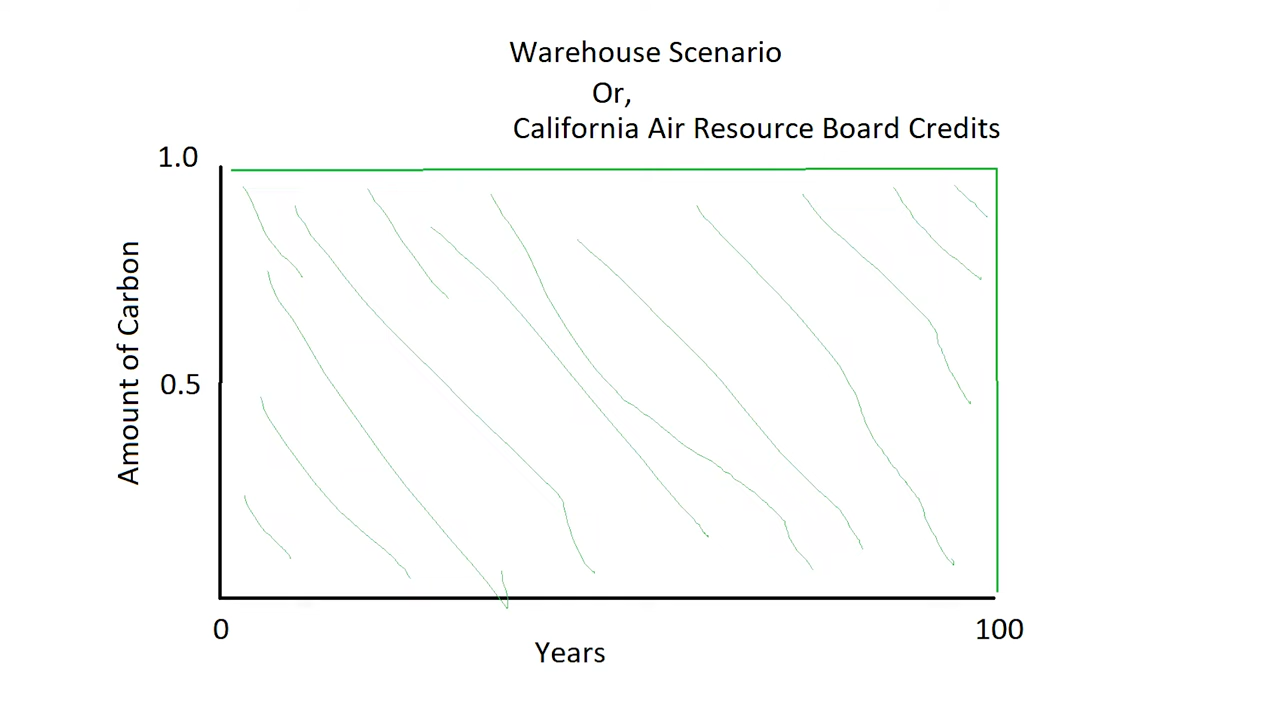 Warehouse Scenario
Or,
California Air Resource Board Credits
1.0
0.5
Amount of Carbon
0
100
Years